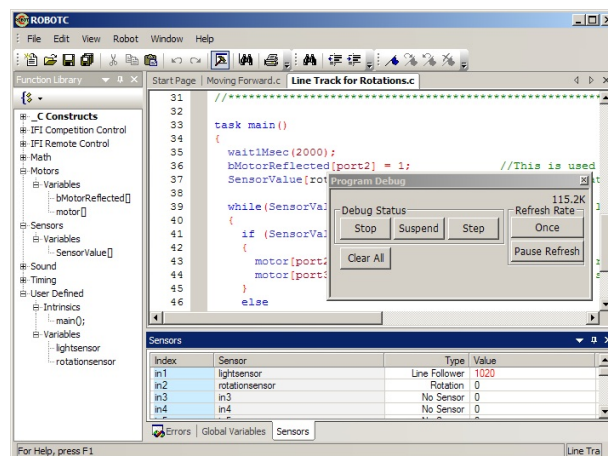 ROBOTC
File Edit View Robot Window Help
Function Library
Start Page Moving Forward.c Line Track for Rotations.c
_C Constructs
IFI Competition Control
IFI Remote Control
Math
Motors
Variables
bMotorReflected[]
motor[]
Sensors
Variables
SensorValue[]
Sound
Timing
User Defined
Intrinsics
main();
Variables
lightsensor
rotationsensor
31 //******************************************************
32
33 task main()
34 {
35 wait1Msec(2000);
36 bMotorReflected[port2] = 1; //This is used
37 SensorValue[rot
38
39 while(SensorVal
40 {
41 if (SensorVal
42 {
43 motor[port2
44 motor[port3
45 }
46 else
Program Debug
115.2K
Debug Status Refresh Rate
Stop Suspend Step Once
Clear All Pause Refresh
Sensors
Index Sensor Type Value
in1 lightsensor Line Follower 1020
in2 rotationsensor Rotation 0
in3 in3 No Sensor 0
in4 in4 No Sensor 0
Errors Global Variables Sensors
For Help, press F1 Line Tra